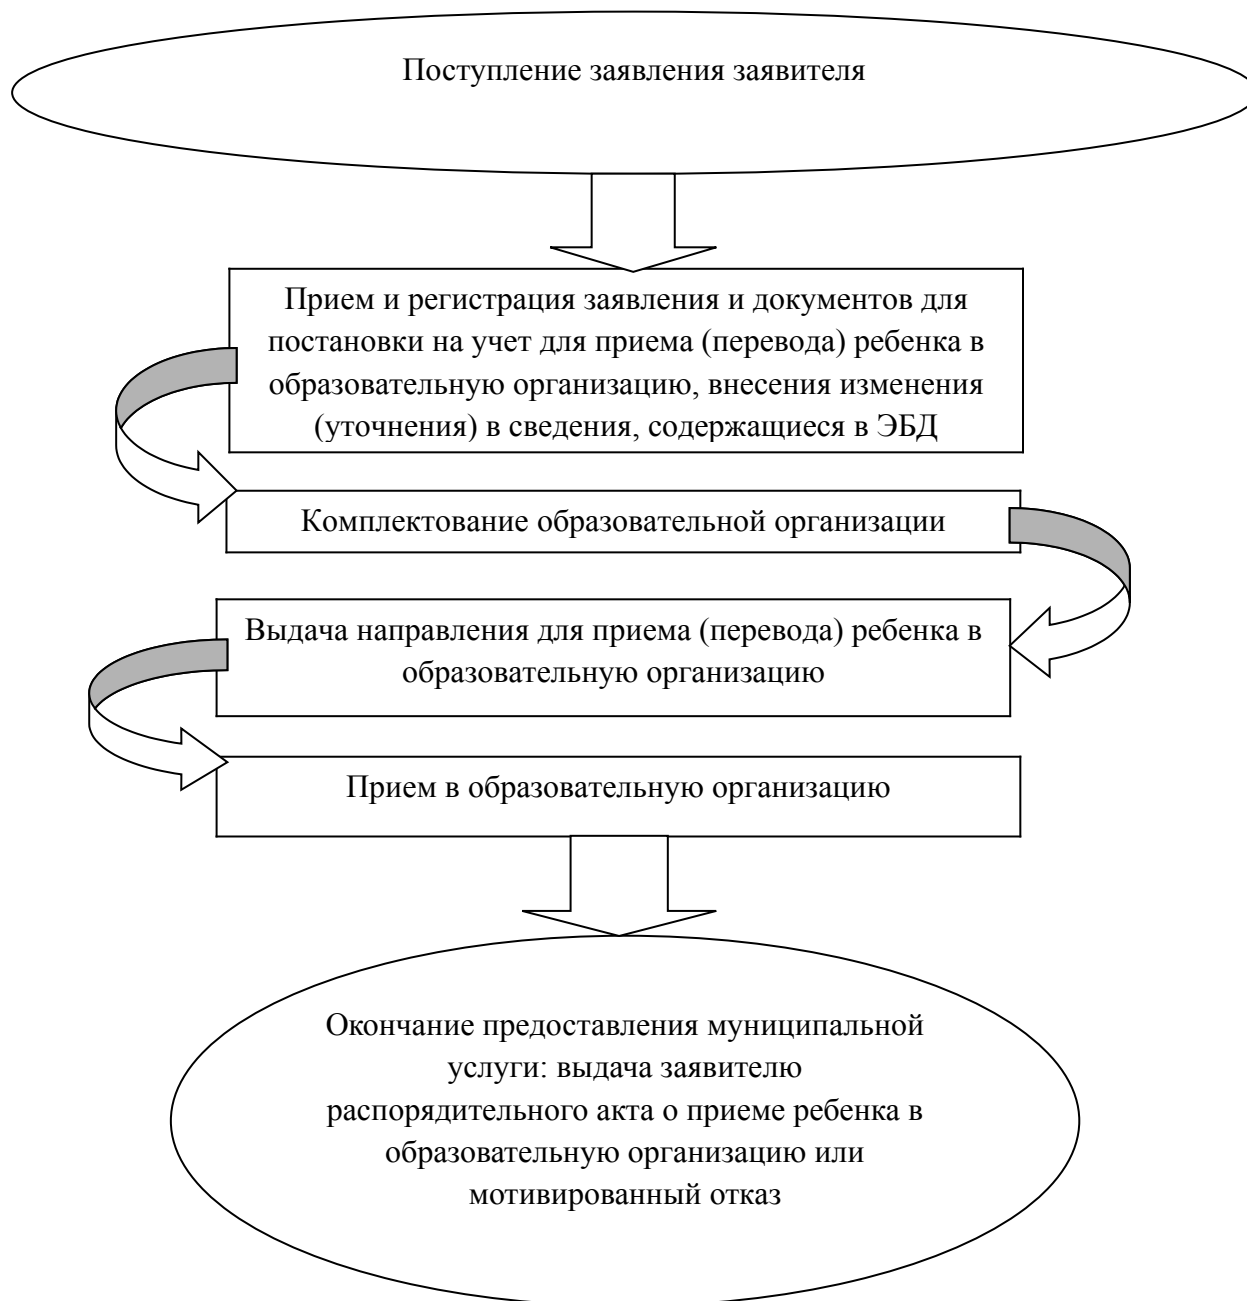 Поступление заявления заявителя
Прием и регистрация заявления и документов для
постановки на учет для приема (перевода) ребенка в
образовательную организацию, внесения изменения
(уточнения) в сведения, содержащиеся в ЭБД
Комплектование образовательной организации
Выдача направления для приема (перевода) ребенка в
образовательную организацию
Прием в образовательную организацию
Окончание предоставления муниципальной
услуги: выдача заявителю
распорядительного акта о приеме ребенка в
образовательную организацию или
мотивированный отказ